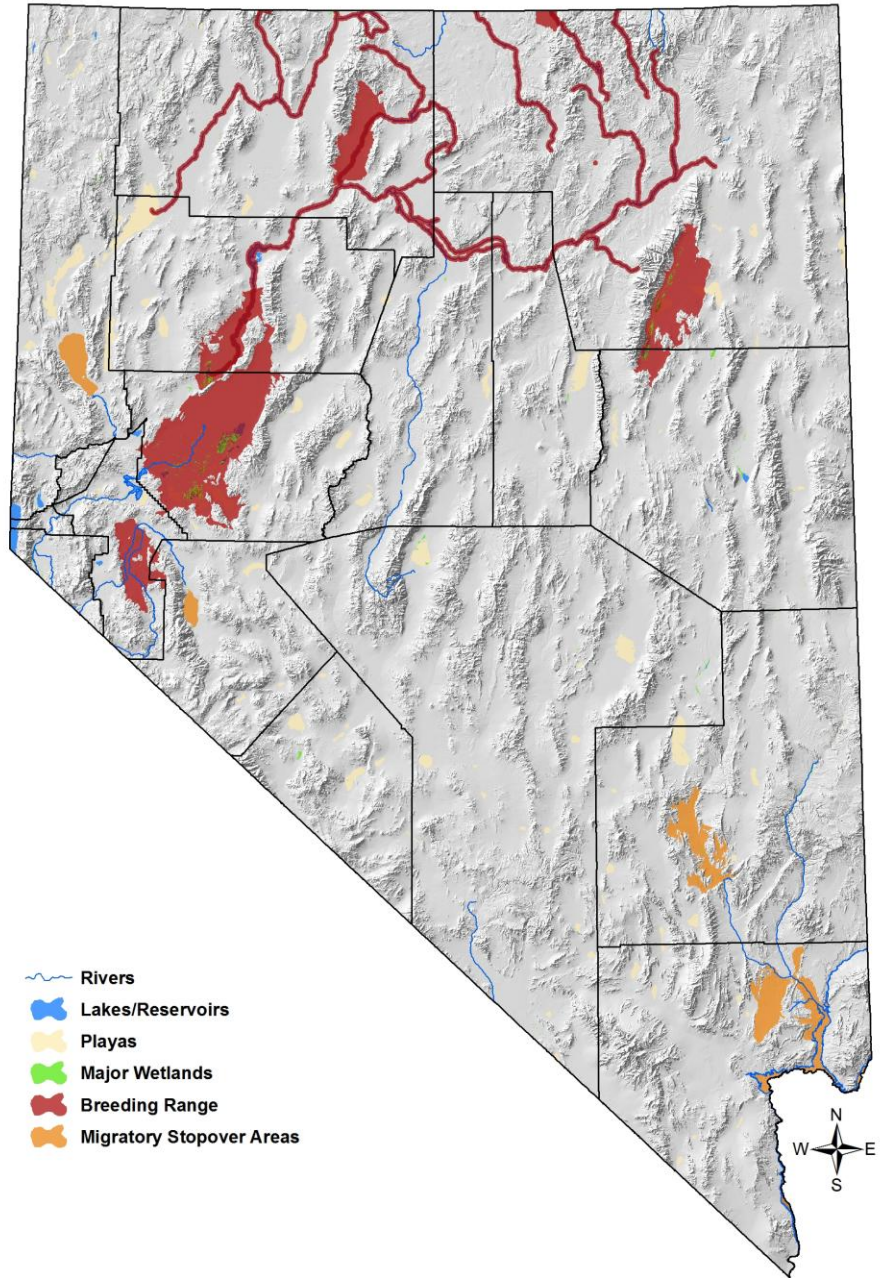 Rivers
Lakes/Reservoirs
Playas
Major Wetlands
Breeding Range
Migratory Stopover Areas
N
W E
S